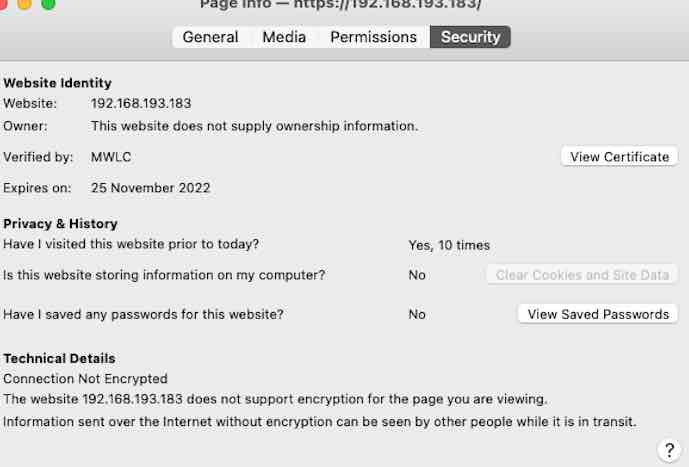 Page Info — https://192.168.193.183/
General Media Permissions Security
Website Identity
Website: 192.168.193.183
Owner: This website does not supply ownership information.
Verified by: MWLC View Certificate
Expires on: 25 November 2022
Privacy & History
Have I visited this website prior to today? Yes, 10 times
Is this website storing information on my computer? No Clear Cookies and Site Data
Have I saved any passwords for this website? No View Saved Passwords
Technical Details
Connection Not Encrypted
The website 192.168.193.183 does not support encryption for the page you are viewing.
Information sent over the Internet without encryption can be seen by other people while it is in transit.
?